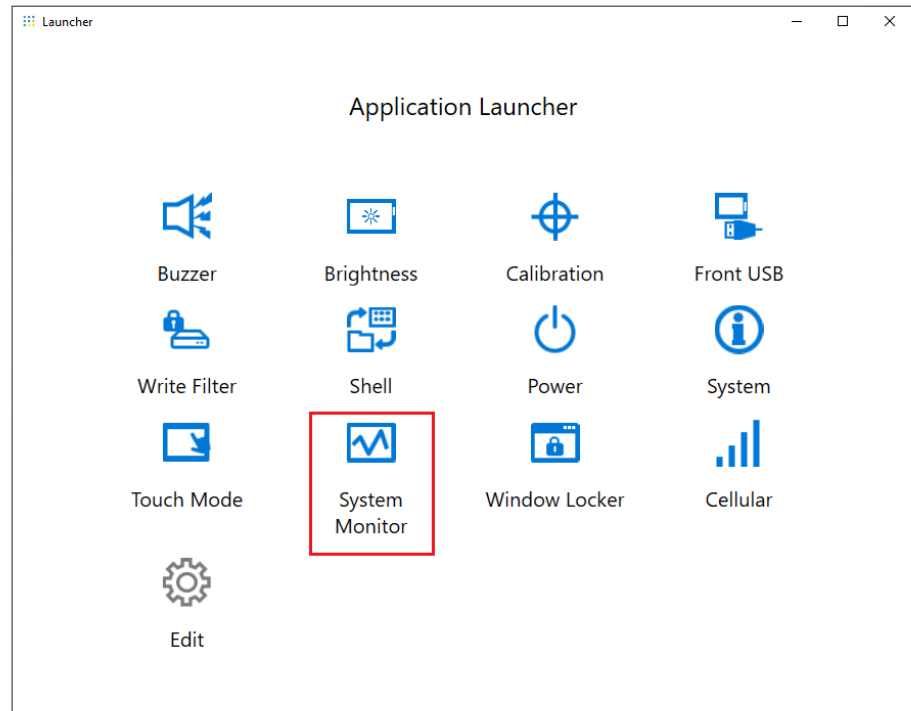 Launcher
Application Launcher
Buzzer
Brightness
Calibration
Front USB
Write Filter
Shell
Power
System
Touch Mode
System
Monitor
Window Locker
Cellular
Edit